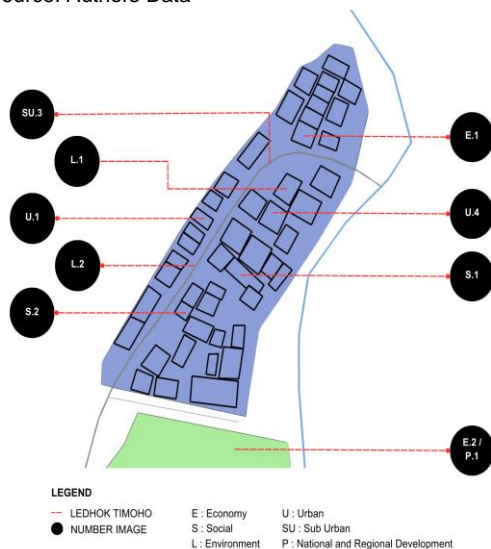 ource: Authors Data
SU.3
L.1
E.1
U.1
U.4
L.2
S.1
S.2
E.2 /
P.1
LEGEND
LEDHOK TIMOHO
NUMBER IMAGE
E : Economy
S : Social
L : Environment
U : Urban
SU : Sub Urban
P : National and Regional Development